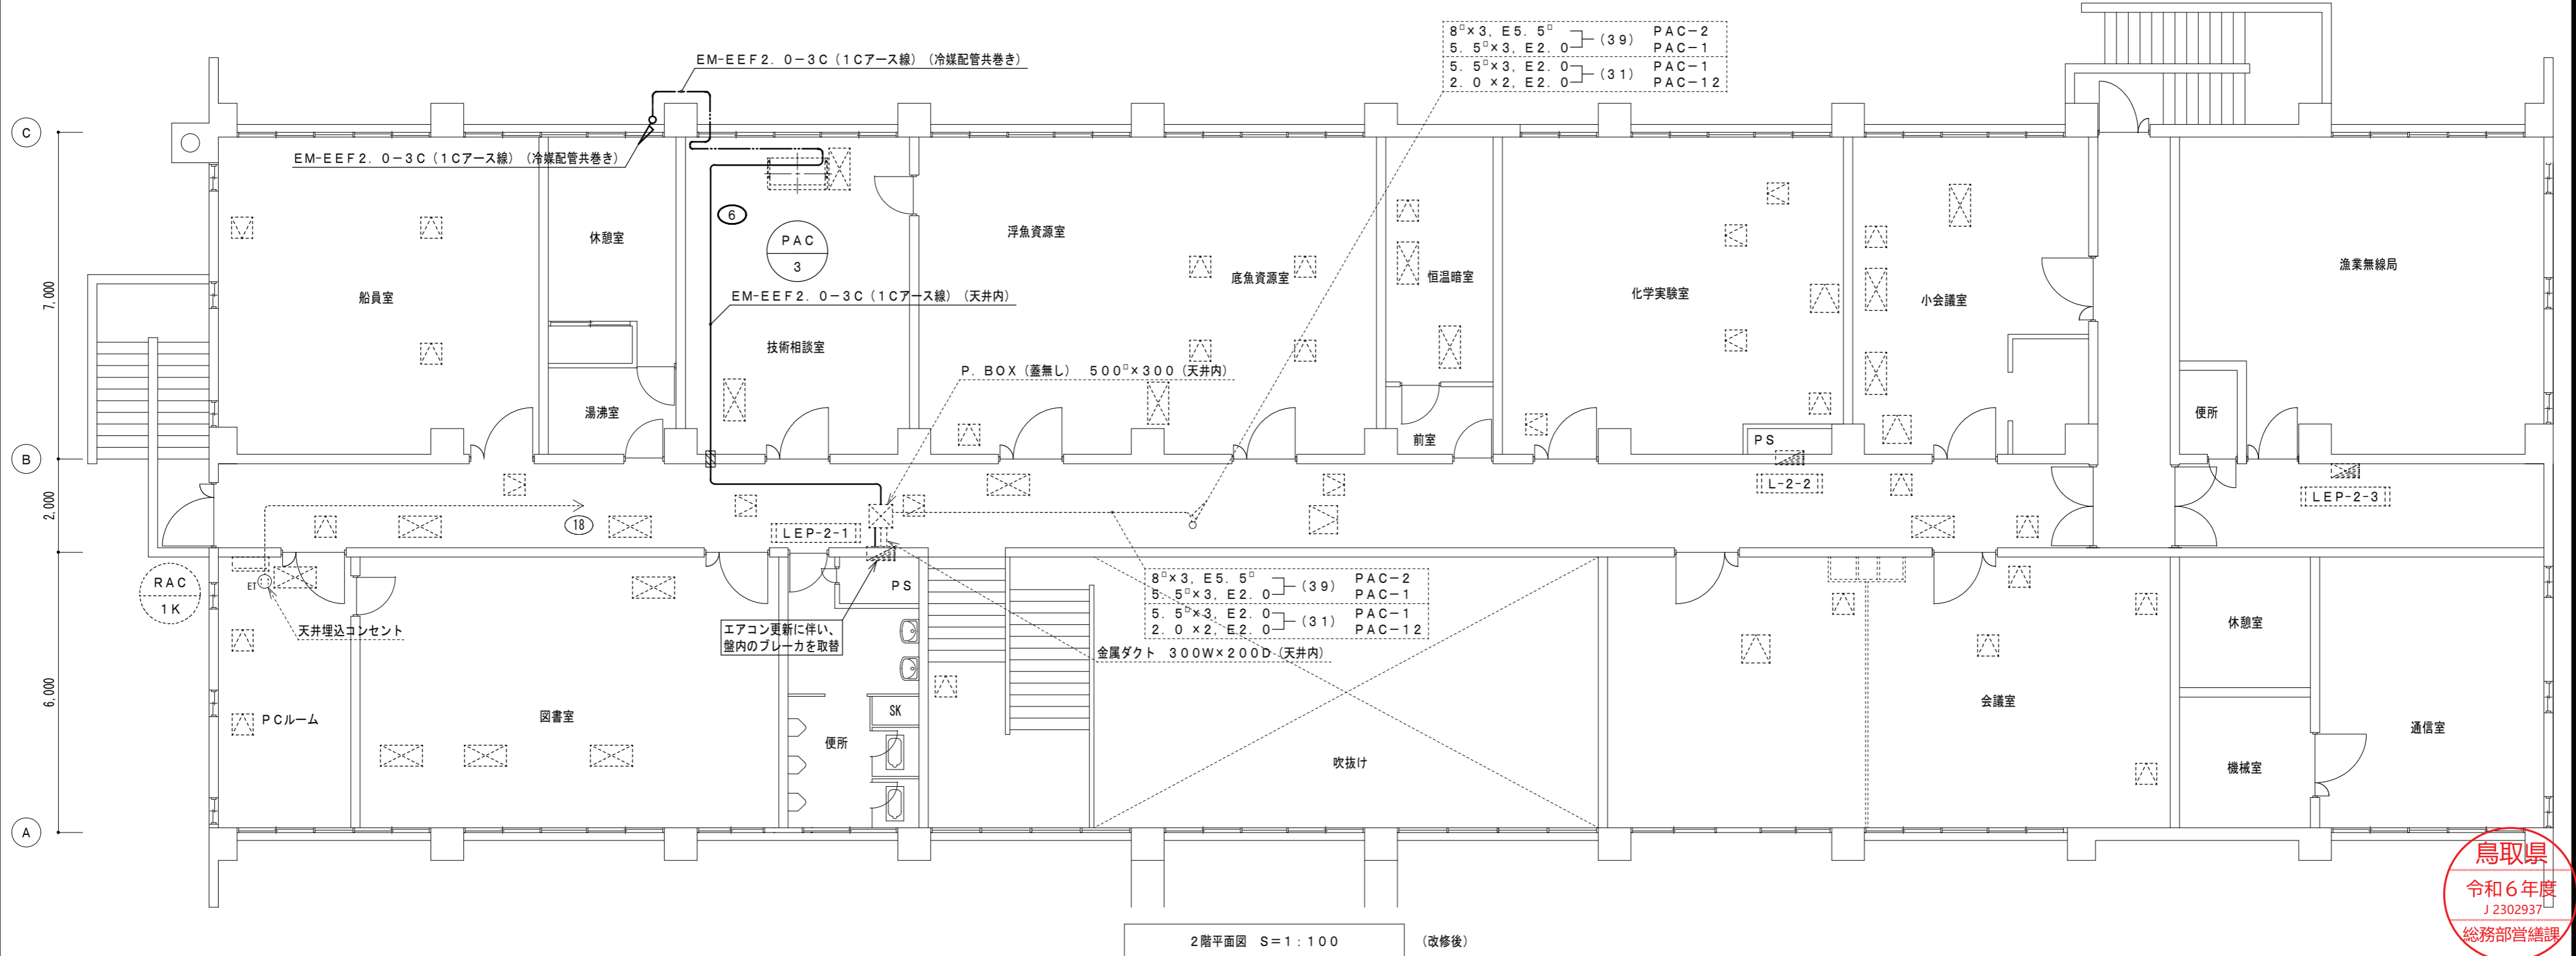 8□×3, E5. 5□
5. 5□×3, E2. 0
(39)
PAC-2
PAC-1
5. 5□×3, E2. 0
2. 0 ×2, E2. 0
(31)
PAC-1
PAC-12
EM-EEF2. 0-3C (1Cアース線) (冷媒配管共巻き)
C
EM-EEF2. 0-3C (1Cアース線) (冷媒配管共巻き)
6
休憩室
PAC
3
浮魚資源室
底魚資源室
恒温暗室
化学実験室
小会議室
漁業無線局
7,000
船員室
EM-EEF2. 0-3C (1Cアース線) (天井内)
技術相談室
P. BOX (蓋無し) 500□×300 (天井内)
湯沸室
前室
PS
便所
B
2,000
18
LEP-2-1
L-2-2
LEP-2-3
RAC
1K
ET
天井埋込コンセント
PS
エアコン更新に伴い、
盤内のブレーカを取替
8□×3, E5. 5□
5. 5□×3, E2. 0
(39)
PAC-2
PAC-1
5. 5□×3, E2. 0
2. 0 ×2, E2. 0
(31)
PAC-1
PAC-12
金属ダクト 300W×200D (天井内)
休憩室
6,000
PCルーム
図書室
便所
SK
吹抜け
会議室
機械室
通信室
A
鳥取県
令和6年度
J 2302937
総務部営繕課
2階平面図 S=1:100
(改修後)